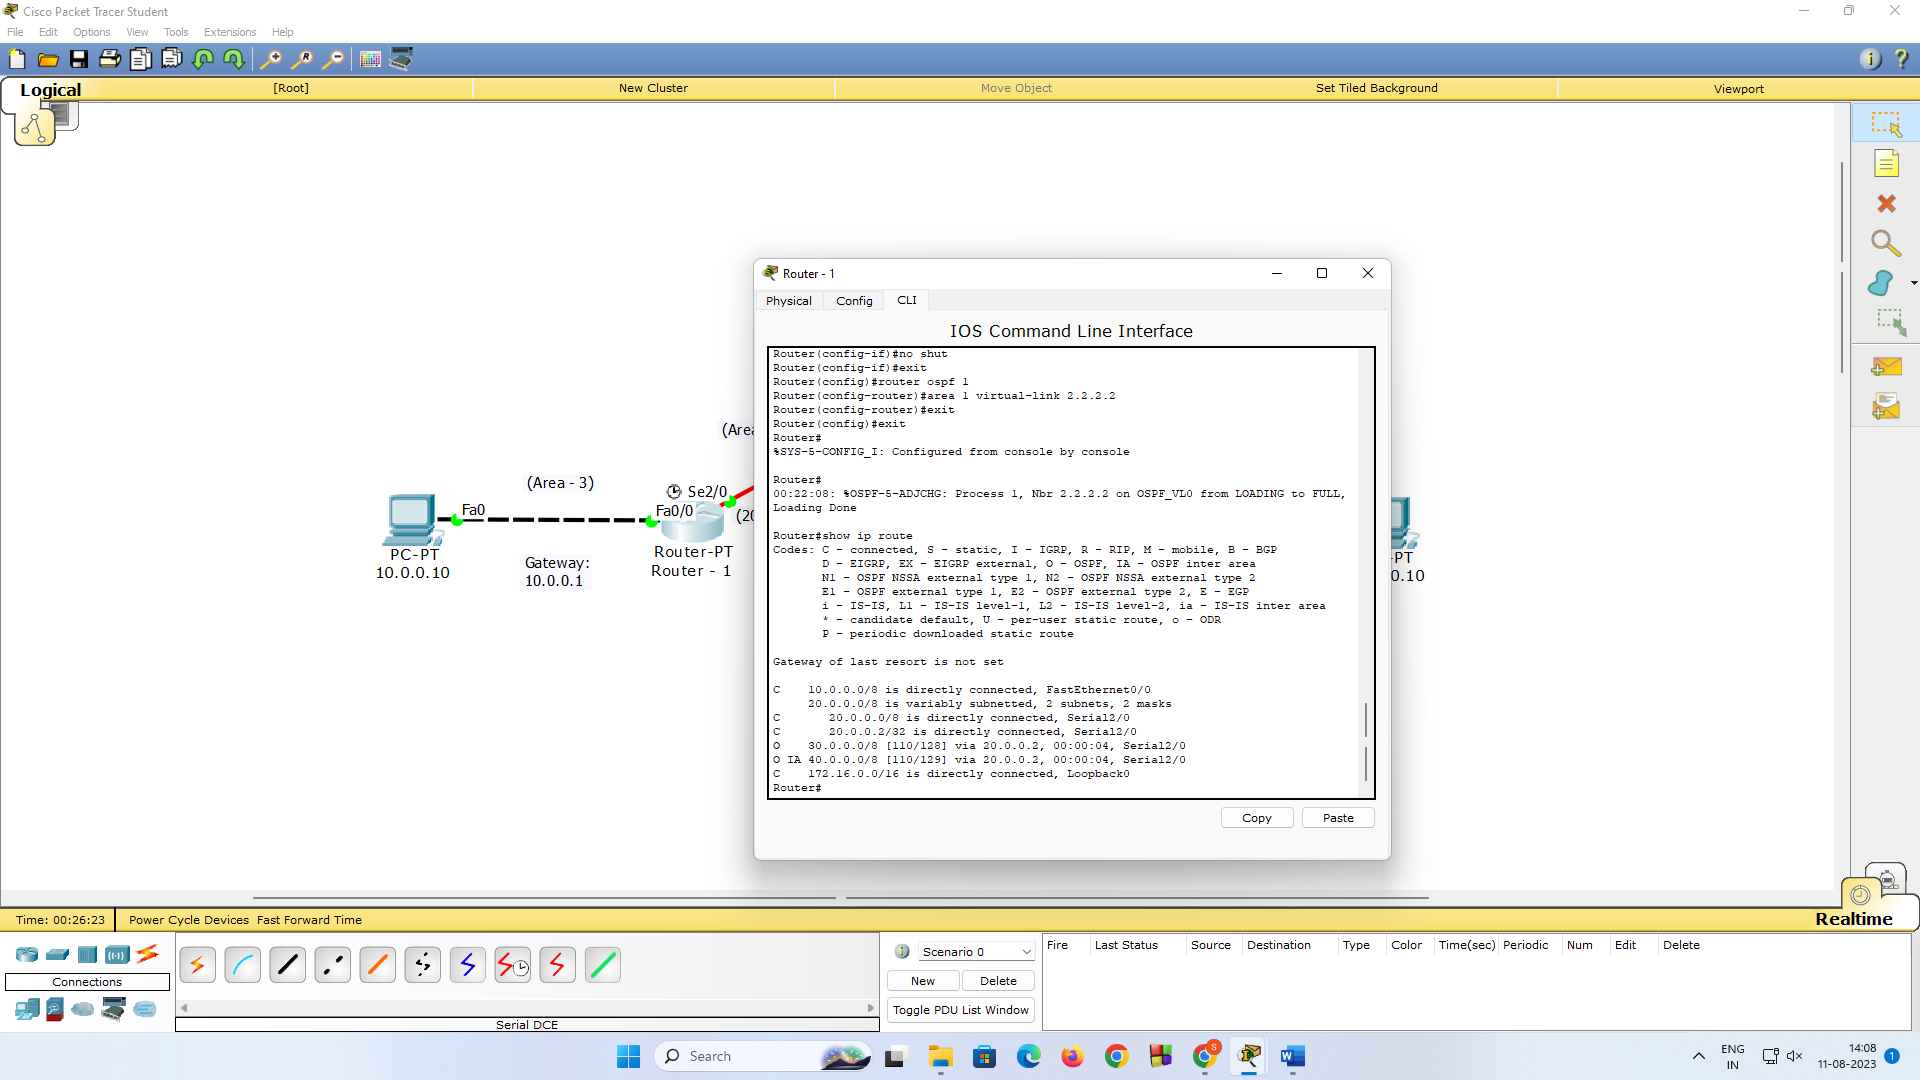 Cisco Packet Tracer Student
File Edit Options View Tools Extensions Help
Logical [Root] New Cluster Move Object Set Tiled Background Viewport
Router - 1
Physical Config CLI
IOS Command Line Interface
Router(config-if)#no shut
Router(config-if)#exit
Router(config)#router ospf 1
Router(config-router)#area 1 virtual-link 2.2.2.2
Router(config-router)#exit
Router(config)#exit
Router#
%SYS-5-CONFIG_I: Configured from console by console
Router#
00:22:08: %OSPF-5-ADJCHG: Process 1, Nbr 2.2.2.2 on OSPF_VL0 from LOADING to FULL,
Loading Done
Router#show ip route
Codes: C - connected, S - static, I - IGRP, R - RIP, M - mobile, B - BGP
D - EIGRP, EX - EIGRP external, O - OSPF, IA - OSPF inter area
N1 - OSPF NSSA external type 1, N2 - OSPF NSSA external type 2
E1 - OSPF external type 1, E2 - OSPF external type 2, E - EGP
i - IS-IS, L1 - IS-IS level-1, L2 - IS-IS level-2, ia - IS-IS inter area
* - candidate default, U - per-user static route, o - ODR
P - periodic downloaded static route
Gateway of last resort is not set
C 10.0.0.0/8 is directly connected, FastEthernet0/0
20.0.0.0/8 is variably subnetted, 2 subnets, 2 masks
C 20.0.0.0/8 is directly connected, Serial2/0
C 20.0.0.2/32 is directly connected, Serial2/0
O 30.0.0.0/8 [110/128] via 20.0.0.2, 00:00:04, Serial2/0
O IA 40.0.0.0/8 [110/129] via 20.0.0.2, 00:00:04, Serial2/0
C 172.16.0.0/16 is directly connected, Loopback0
Router#
Copy Paste
(Area
(Area - 3)
Se2/0
Fa0
Fa0/0
(20
PC-PT
10.0.0.10
Gateway:
10.0.0.1
Router-PT
Router - 1
-PT
0.10
Time: 00:26:23 Power Cycle Devices Fast Forward Time
Realtime
Connections
Serial DCE
Scenario 0
New Delete
Toggle PDU List Window
Fire Last Status Source Destination Type Color Time(sec) Periodic Num Edit Delete
Search
S
ENG
IN
14:08
11-08-2023
1